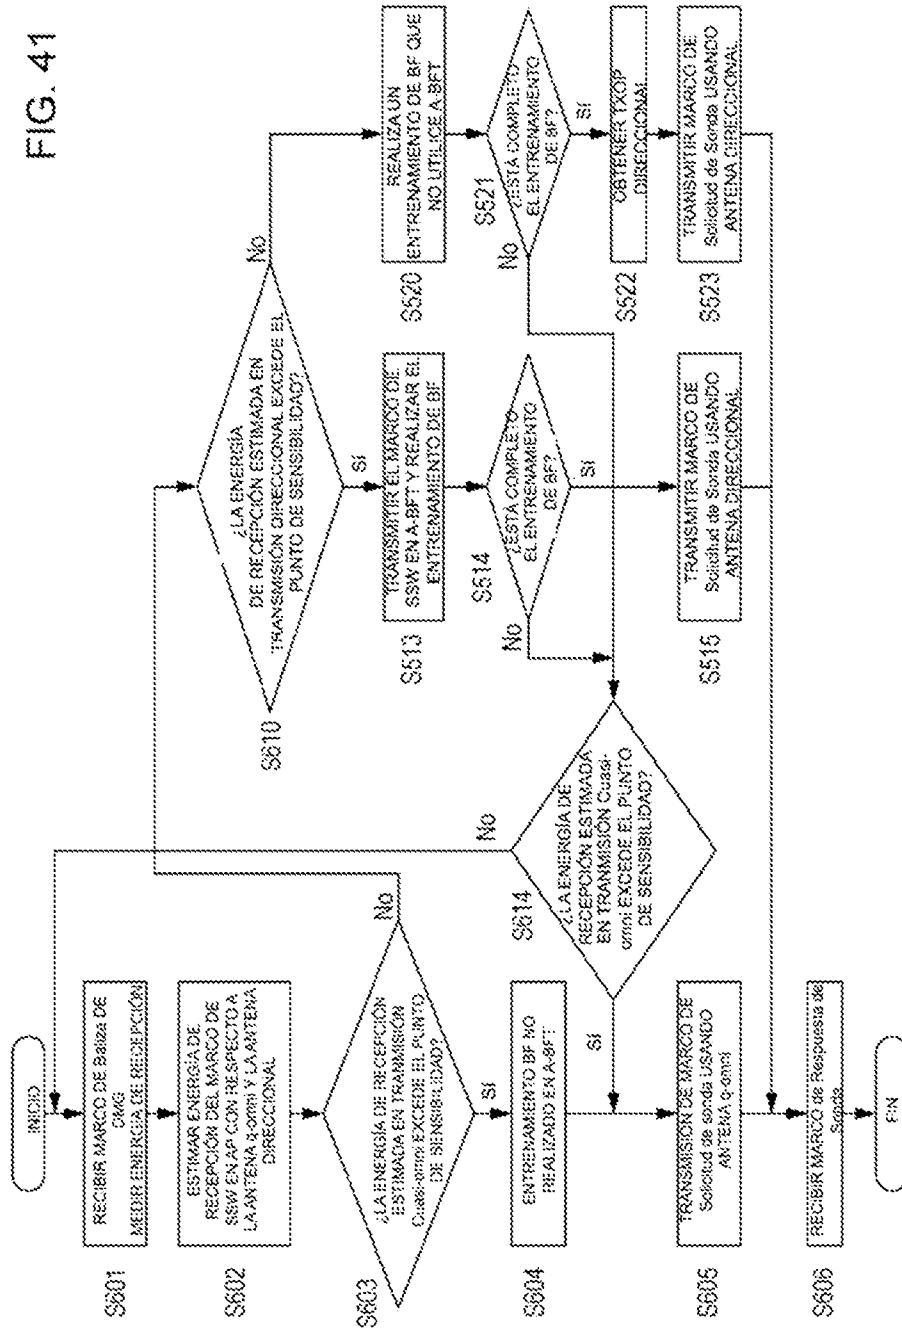 FIG. 41
INICIO
S601
RECIBIR MARCO DE Baliza DE
DMG
MEDIR ENERGÍA DE RECEPCIÓN
S602
ESTIMAR ENERGÍA DE
RECEPCIÓN DEL MARCO DE
SSW EN AP CON RESPECTO A
LA ANTENA q-omni Y LA ANTENA
DIRECCIONAL
S603
¿LA ENERGÍA DE RECEPCIÓN
ESTIMADA EN TRANSMISIÓN
Cuasi-omni EXCEDE EL PUNTO
DE SENSIBILIDAD?
No
Sí
S604
ENTRENAMIENTO BF NO
REALIZADO EN A-BFT
S605
TRANSMISIÓN DE MARCO DE
Solicitud de sonda USANDO
ANTENA q-omni
S606
RECIBIR MARCO de Respuesta de
Sonda
FIN
S614
¿LA ENERGÍA DE
RECEPCIÓN ESTIMADA
EN TRANMISIÓN Cuasi-
omni EXCEDE EL PUNTO
DE SENSIBILIDAD?
No
Sí
S610
¿LA ENERGÍA
DE RECEPCIÓN ESTIMADA EN
TRANSMISIÓN DIRECCIONAL EXCEDE EL
PUNTO DE SENSIBILIDAD?
No
Sí
S513
TRANSMITIR EL MARCO DE
SSW EN A-BFT Y REALIZAR EL
ENTRENAMIENTO DE BF
S514
¿ESTÁ COMPLETO
EL ENTRENAMIENTO
DE BF?
No
Sí
S515
TRANSMITIR MARCO DE
Solicitud de Sonda USANDO
ANTENA DIRECCIONAL
S520
REALIZA UN
ENTRENAMIENTO DE BF QUE
NO UTILICE A-BFT
S521
¿ESTÁ COMPLETO
EL ENTRENAMIENTO
DE BF?
No
Sí
S522
OBTENER TXOP
DIRECCIONAL
S523
TRANSMITIR MARCO DE
Solicitud de Sonda USANDO
ANTENA DIRECCIONAL